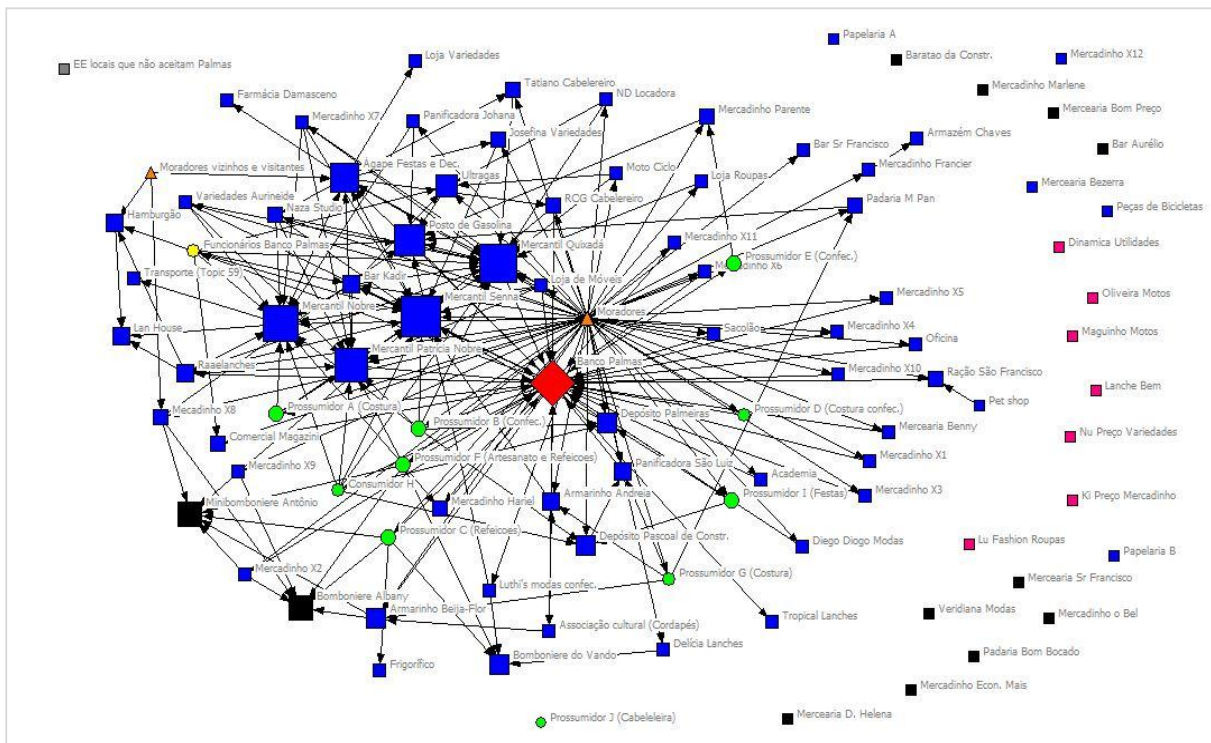 Papelaria A
Loja Variedades
Baratao da Constr.
Mercadinho X12
EE locais que não aceitam Palmas
Tatiano Cabelereiro
Mercadinho Marlene
Farmácia Damasceno
ND Locadora
Mercadinho X7
Panificadora Johana
Mercadinho Parente
Mercearia Bom Preço
Josefina Variedades
Armazém Chaves
Bar Sr Francisco
Bar Aurélio
Ágape Festas e Dec.
Moradores vizinhos e visitantes
Ultragas
Moto Ciclo
Loja Roupas
Mercadinho Francier
Mercearia Bezerra
Variedades Aurineide
RCG Cabelereiro
Padaria M Pan
Peças de Bicicletas
Hamburgão
Naza Studio
Posto de Gasolina
Funcionários Banco Palmas
Mercantil Quixadá
Mercadinho X11
Dinamica Utilidades
Prossumidor E (Confec.)
Transporte (Topic 59)
Bar Kadir
Loja de Móveis
Mercadinho X6
Oliveira Motos
Mercadinho X5
Mercantil Nobre
Mercantil Senna
Moradores
Lan House
Sacolão
Mercadinho X4
Oficina
Maguinho Motos
Mercantil Patrícia Nobre
Raaelanches
Banco Palmas
Mercadinho X10
Ração São Francisco
Lanche Bem
Pet shop
Mecadinho X8
Prossumidor A (Costura)
Prossumidor B (Confec.)
Depósito Palmeiras
Prossumidor D (Costura confec.)
Comercial Magazini
Mercearia Benny
Nu Preço Variedades
Prossumidor F (Artesanato e Refeicoes)
Mercadinho X9
Panificadora São Luiz
Academia
Mercadinho X1
Consumidor H
Armarinho Andreia
Prossumidor I (Festas)
Mercadinho X3
Ki Preço Mercadinho
Minibomboniere Antônio
Mercadinho Hariel
Prossumidor C (Refeicoes)
Depósito Pascoal de Constr.
Diego Diogo Modas
Lu Fashion Roupas
Papelaria B
Mercadinho X2
Prossumidor G (Costura)
Mercearia Sr Francisco
Luthi's modas confec.
Bomboniere Albany
Armarinho Beija-Flor
Veridiana Modas
Mercadinho o Bel
Associação cultural (Cordapés)
Tropical Lanches
Delícia Lanches
Padaria Bom Bocado
Frigorífico
Bomboniere do Vando
Mercadinho Econ. Mais
Prossumidor J (Cabeleleira)
Mercearia D. Helena